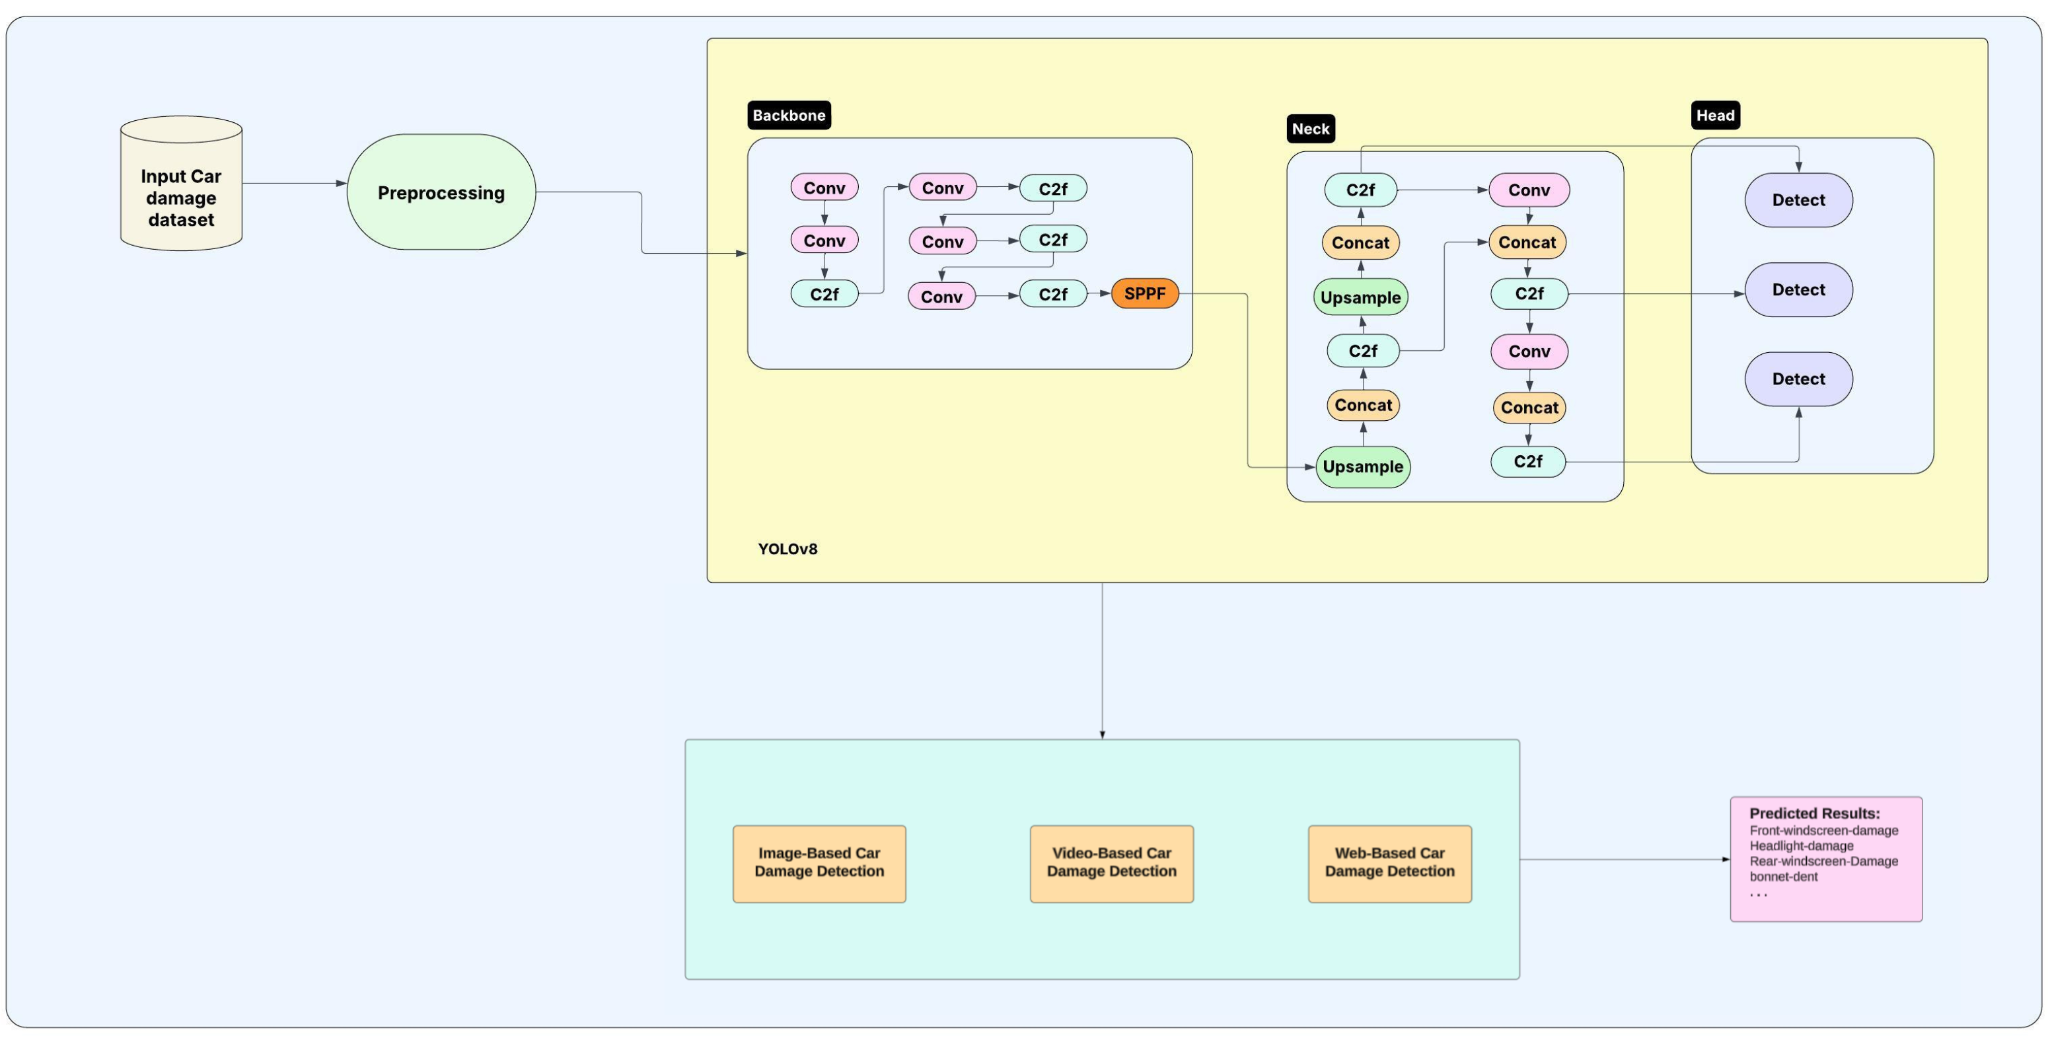 Input Car
damage
dataset
Preprocessing
Backbone
Conv
Conv
C2f
Conv
C2f
Conv
C2f
Conv
C2f
SPPF
Neck
C2f
Concat
Upsample
C2f
Concat
Upsample
Conv
Concat
C2f
Conv
Concat
C2f
Head
Detect
Detect
Detect
YOLOv8
Image-Based Car
Damage Detection
Video-Based Car
Damage Detection
Web-Based Car
Damage Detection
Predicted Results:
Front-windscreen-damage
Headlight-damage
Rear-windscreen-Damage
bonnet-dent
. . .